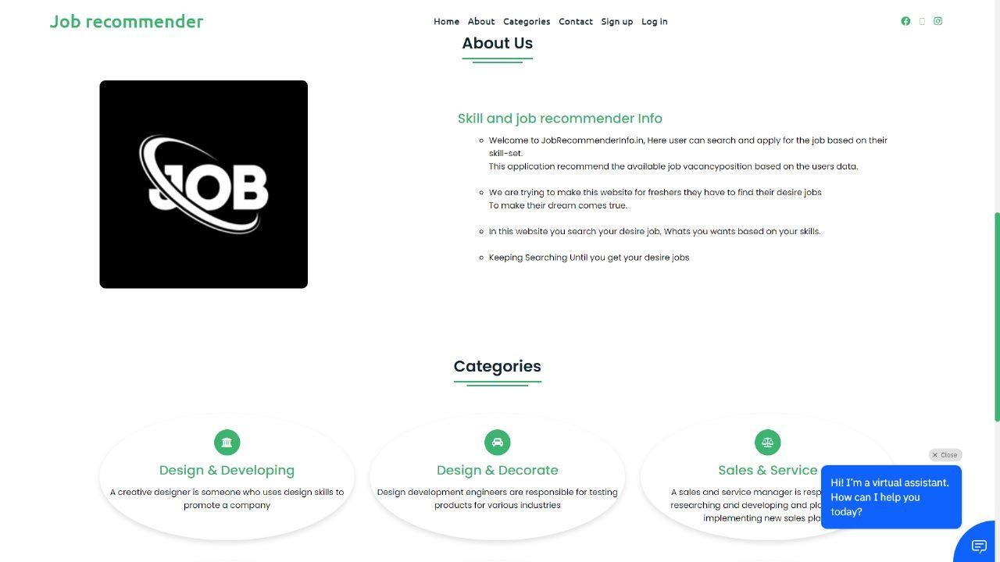 Job recommender
Home About Categories Contact Sign up Log in
About Us
JOB
Skill and job recommender Info
Welcome to JobRecommenderInfo.in, Here user can search and apply for the job based on their
skill-set.
This application recommend the available job vacancyposition based on the users data.
We are trying to make this website for freshers they have to find their desire jobs
To make their dream comes true.
In this website you search your desire job, Whats you wants based on your skills.
Keeping Searching Until you get your desire jobs
Categories
Design & Developing
A creative designer is someone who uses design skills to
promote a company
Design & Decorate
Design development engineers are responsible for testing
products for various industries
Sales & Service
A sales and service manager is
researching and developing and
implementing new sales
Close
Hi! I'm a virtual assistant.
How can I help you
today?